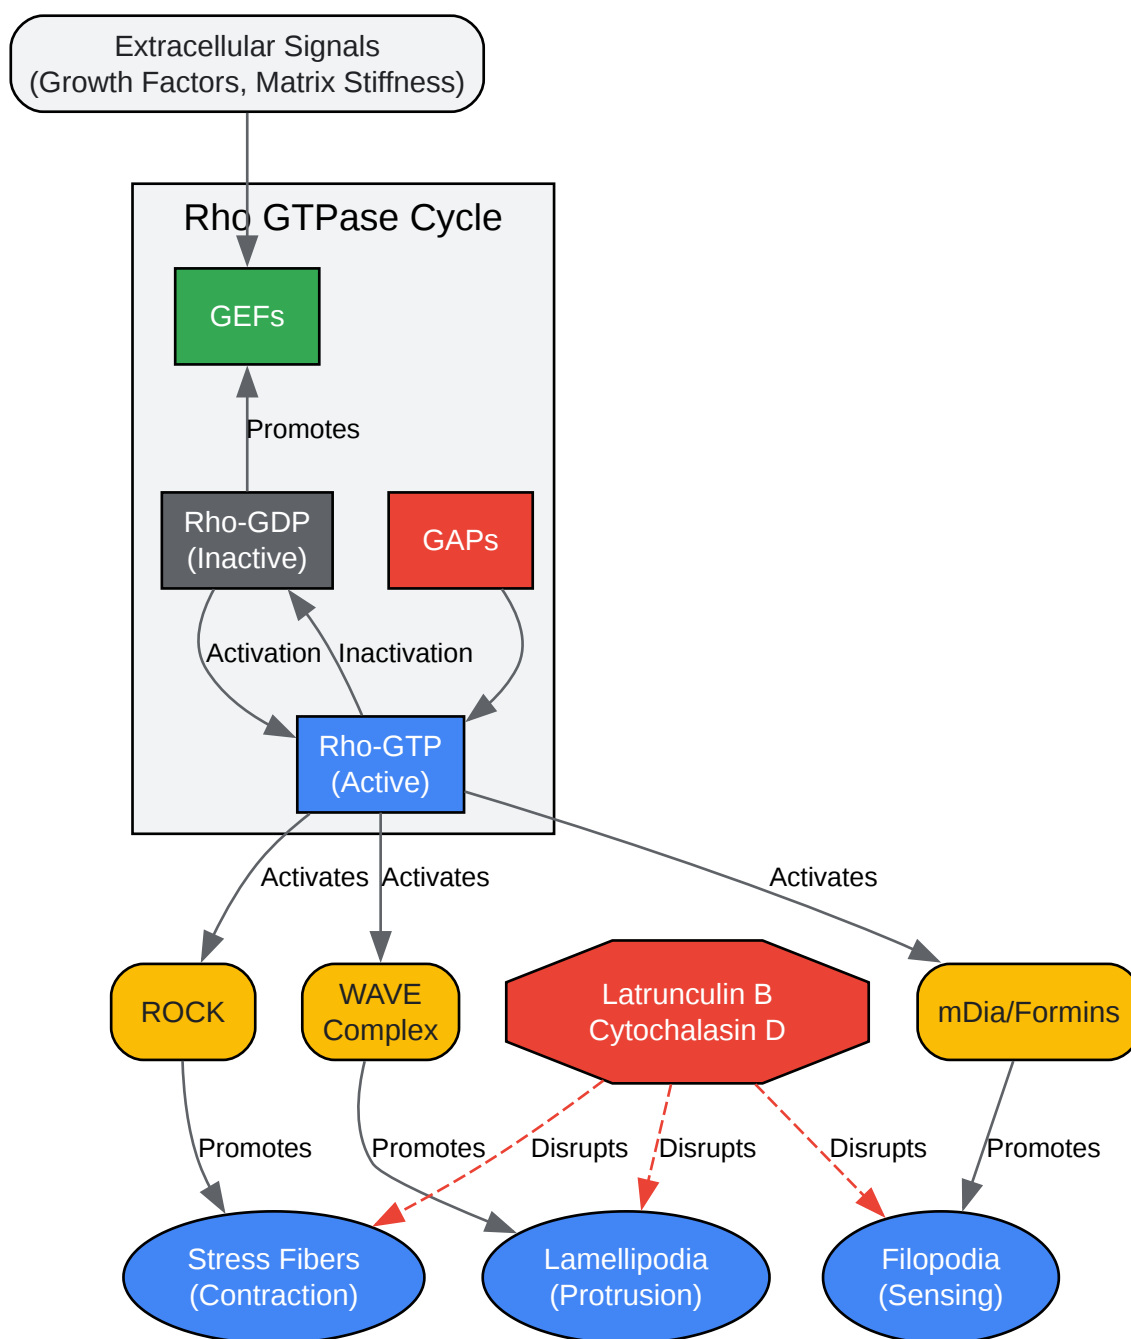 Extracellular Signals
(Growth Factors, Matrix Stiffness)
Rho GTPase Cycle
GEFs
Promotes
Rho-GDP
(Inactive)
GAPs
Activation
Inactivation
Rho-GTP
(Active)
Activates
Activates
Activates
ROCK
WAVE
Complex
Latrunculin B
Cytochalasin D
mDia/Formins
Promotes
Promotes
Disrupts
Disrupts
Disrupts
Promotes
Stress Fibers
(Contraction)
Lamellipodia
(Protrusion)
Filopodia
(Sensing)